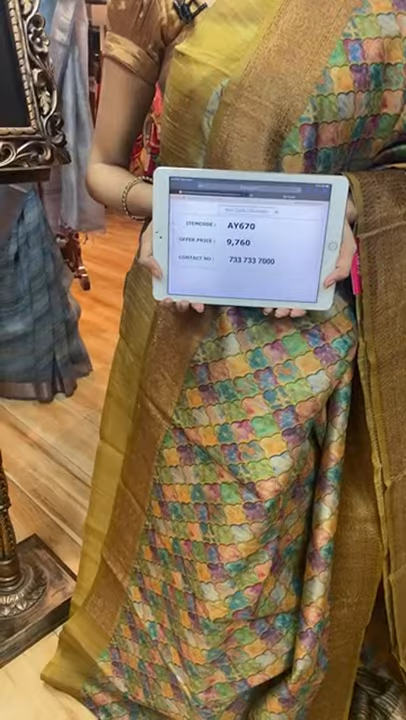 ITEMCODE : AY670
OFFER PRICE : 9,760
CONTACT NO : 733 733 7000